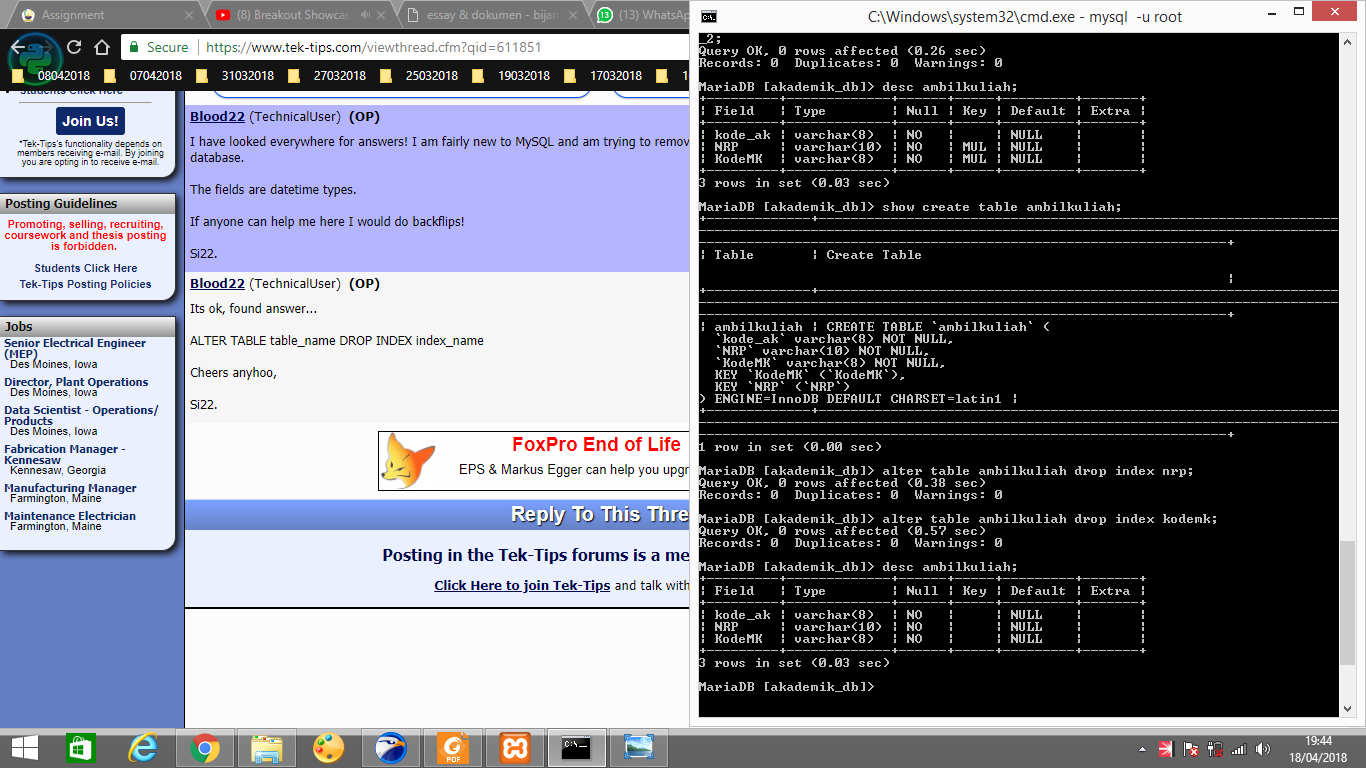 Assignment
(8) Breakout Showcas
essay & dokumen - bijan
(13) WhatsAp
Secure
https://www.tek-tips.com/viewthread.cfm?qid=611851
08042018
07042018
31032018
27032018
25032018
19032018
17032018
1
Students Click Here
Join Us!
*Tek-Tips's functionality depends on
members receiving e-mail. By joining
you are opting in to receive e-mail.
Posting Guidelines
Promoting, selling, recruiting,
coursework and thesis posting
is forbidden.
Students Click Here
Tek-Tips Posting Policies
Jobs
Senior Electrical Engineer
(MEP)
Des Moines, Iowa
Director, Plant Operations
Des Moines, Iowa
Data Scientist - Operations/
Products
Des Moines, Iowa
Fabrication Manager -
Kennesaw
Kennesaw, Georgia
Manufacturing Manager
Farmington, Maine
Maintenance Electrician
Farmington, Maine
Blood22 (TechnicalUser) (OP)
I have looked everywhere for answers! I am fairly new to MySQL and am trying to remov
database.
The fields are datetime types.
If anyone can help me here I would do backflips!
Si22.
Blood22 (TechnicalUser) (OP)
Its ok, found answer...
ALTER TABLE table_name DROP INDEX index_name
Cheers anyhoo,
Si22.
FoxPro End of Life
EPS & Markus Egger can help you upgr
Reply To This Thre
Posting in the Tek-Tips forums is a me
Click Here to join Tek-Tips and talk with
C:\Windows\system32\cmd.exe - mysql -u root
_2;
Query OK, 0 rows affected (0.26 sec)
Records: 0 Duplicates: 0 Warnings: 0
MariaDB [akademik_db]> desc ambilkuliah;
| Field | Type | Null | Key | Default | Extra |
| kode_ak | varchar(8) | NO | | NULL | |
| NRP | varchar(10) | NO | MUL | NULL | |
| KodeMK | varchar(8) | NO | MUL | NULL | |
3 rows in set (0.03 sec)
MariaDB [akademik_db]> show create table ambilkuliah;
| Table | Create Table
|
| ambilkuliah | CREATE TABLE `ambilkuliah` (
`kode_ak` varchar(8) NOT NULL,
`NRP` varchar(10) NOT NULL,
`KodeMK` varchar(8) NOT NULL,
KEY `KodeMK` (`KodeMK`),
KEY `NRP` (`NRP`)
) ENGINE=InnoDB DEFAULT CHARSET=latin1 |
1 row in set (0.00 sec)
MariaDB [akademik_db]> alter table ambilkuliah drop index nrp;
Query OK, 0 rows affected (0.38 sec)
Records: 0 Duplicates: 0 Warnings: 0
MariaDB [akademik_db]> alter table ambilkuliah drop index kodemk;
Query OK, 0 rows affected (0.57 sec)
Records: 0 Duplicates: 0 Warnings: 0
MariaDB [akademik_db]> desc ambilkuliah;
| Field | Type | Null | Key | Default | Extra |
| kode_ak | varchar(8) | NO | | NULL | |
| NRP | varchar(10) | NO | | NULL | |
| KodeMK | varchar(8) | NO | | NULL | |
3 rows in set (0.03 sec)
MariaDB [akademik_db]>
PDF
19:44
18/04/2018